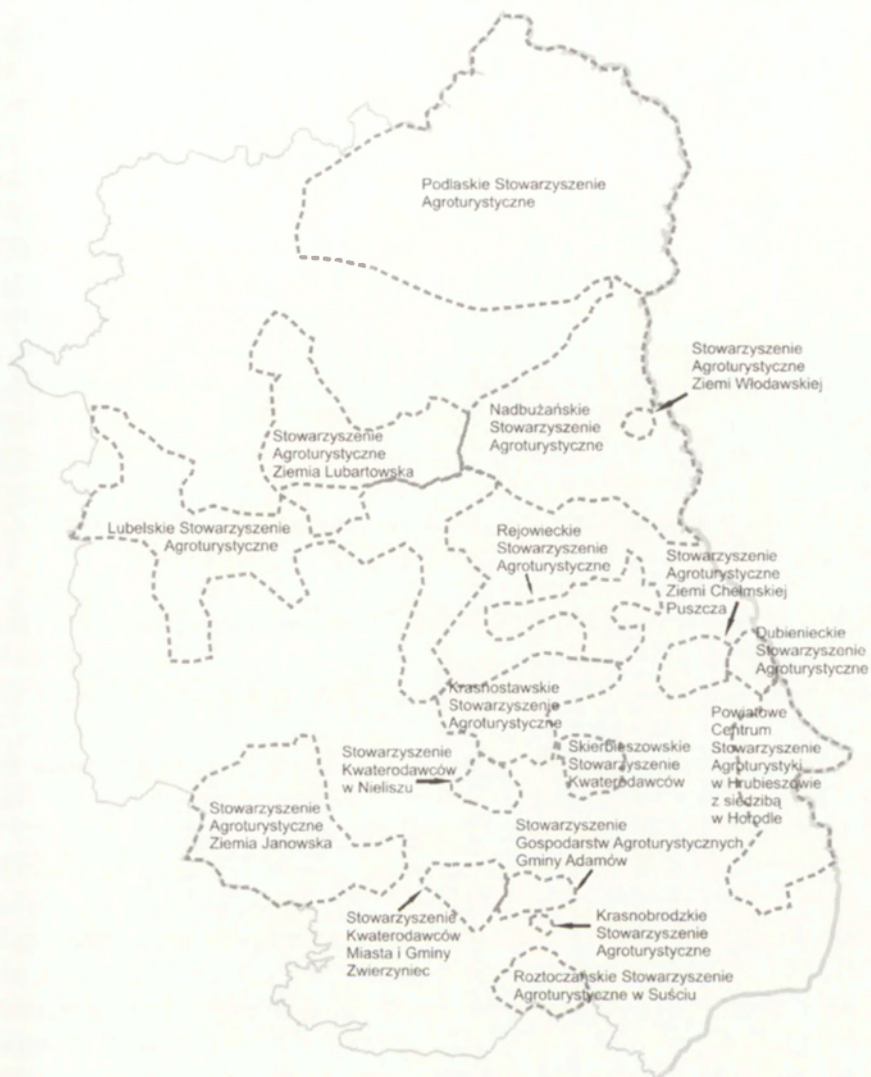 Podlaskie Stowarzyszenie
Agroturystyczne
Stowarzyszenie
Agroturystyczne
Ziemi Włodawskiej
Nadbużańskie
Stowarzyszenie
Agroturystyczne
Stowarzyszenie
Agroturystyczne
Ziemia Lubartowska
Lubelskie Stowarzyszenie
Agroturystyczne
Rejowieckie
Stowarzyszenie
Agroturystyczne
Stowarzyszenie
Agroturystyczne
Ziemi Chełmskiej
Puszcza
Dubienieckie
Stowarzyszenie
Agroturystyczne
Krasnostawskie
Stowarzyszenie
Agroturystyczne
Powiatowe
Centrum
Stowarzyszenie
Agroturystyki
w Hrubieszowie
z siedzibą
w Horodle
Stowarzyszenie
Kwaterodawców
w Nieliszu
Skierbieszowskie
Stowarzyszenie
Kwaterodawców
Stowarzyszenie
Agroturystyczne
Ziemia Janowska
Stowarzyszenie
Gospodarstw Agroturystycznych
Gminy Adamów
Stowarzyszenie
Kwaterodawców
Miasta i Gminy
Zwierzyniec
Krasnobrodzkie
Stowarzyszenie
Agroturystyczne
Roztoczańskie Stowarzyszenie
Agroturystyczne w Suścu